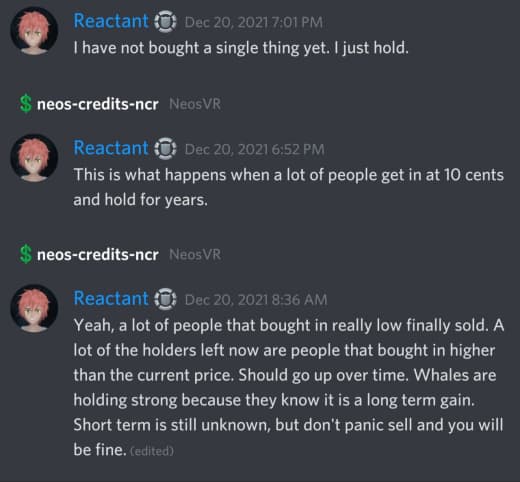 Reactant Dec 20, 2021 7:01 PM
I have not bought a single thing yet. I just hold.
$ neos-credits-ncr NeosVR
Reactant Dec 20, 2021 6:52 PM
This is what happens when a lot of people get in at 10 cents
and hold for years.
$ neos-credits-ncr NeosVR
Reactant Dec 20, 2021 8:36 AM
Yeah, a lot of people that bought in really low finally sold. A
lot of the holders left now are people that bought in higher
than the current price. Should go up over time. Whales are
holding strong because they know it is a long term gain.
Short term is still unknown, but don't panic sell and you will
be fine. (edited)